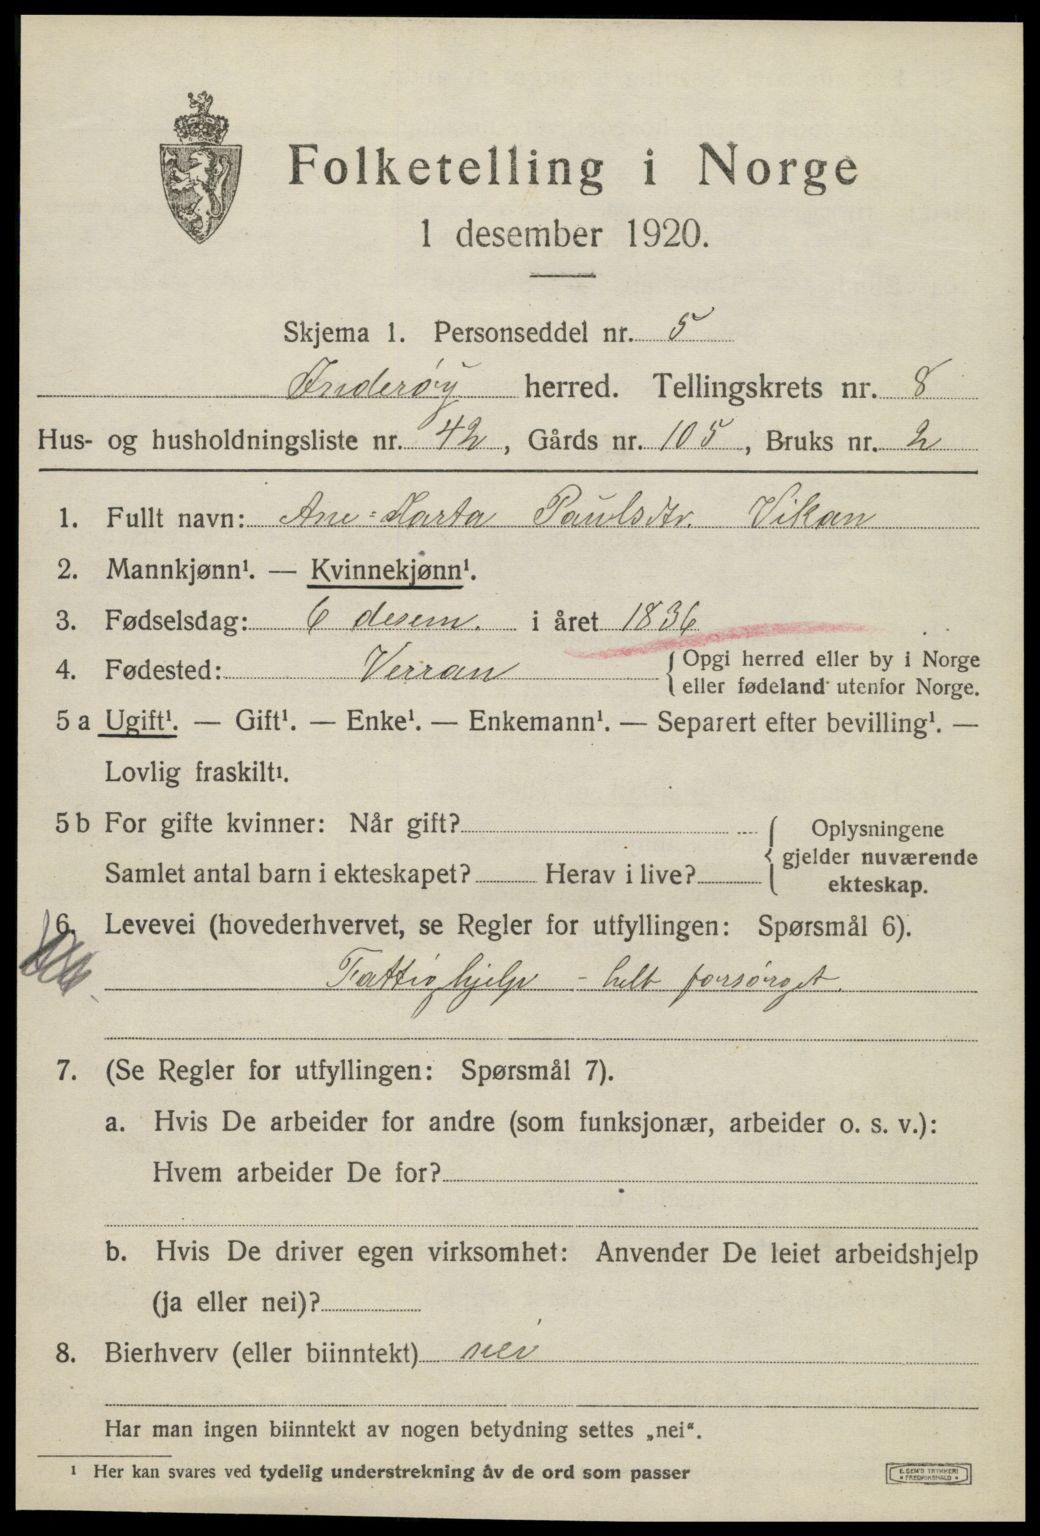 Folketelling i Norge
1 desember 1920.
Skjema 1. Personseddel nr. 5
Inderøy herred. Tellingskrets nr. 8
Hus- og husholdningsliste nr. 42, Gårds nr. 105, Bruks nr. 2
1. Fullt navn: Ane-Marta Paulsdtr. Vikan
2. Mannkjønn¹. — Kvinnekjønn¹.
3. Fødselsdag: 6 desem. i året 1836
4. Fødested: Verran
Opgi herred eller by i Norge
eller fødeland utenfor Norge.
5 a Ugift¹. — Gift¹. — Enke¹. — Enkemann¹. — Separert efter bevilling¹. —
Lovlig fraskilt¹.
5 b For gifte kvinner: Når gift?
Samlet antal barn i ekteskapet? Herav i live?
Oplysningene
gjelder nuværende
ekteskap.
6. Levevei (hovederhvervet, se Regler for utfyllingen: Spørsmål 6).
Fattighjelp - helt forsørget.
7. (Se Regler for utfyllingen: Spørsmål 7).
a. Hvis De arbeider for andre (som funksjonær, arbeider o. s. v.):
Hvem arbeider De for?
b. Hvis De driver egen virksomhet: Anvender De leiet arbeidshjelp
(ja eller nei)?
8. Bierhverv (eller biinntekt) nei
Har man ingen biinntekt av nogen betydning settes „nei“.
¹ Her kan svares ved tydelig understrekning åv de ord som passer
E. SEM'S TRYKKERI
FREDRIKSHALD